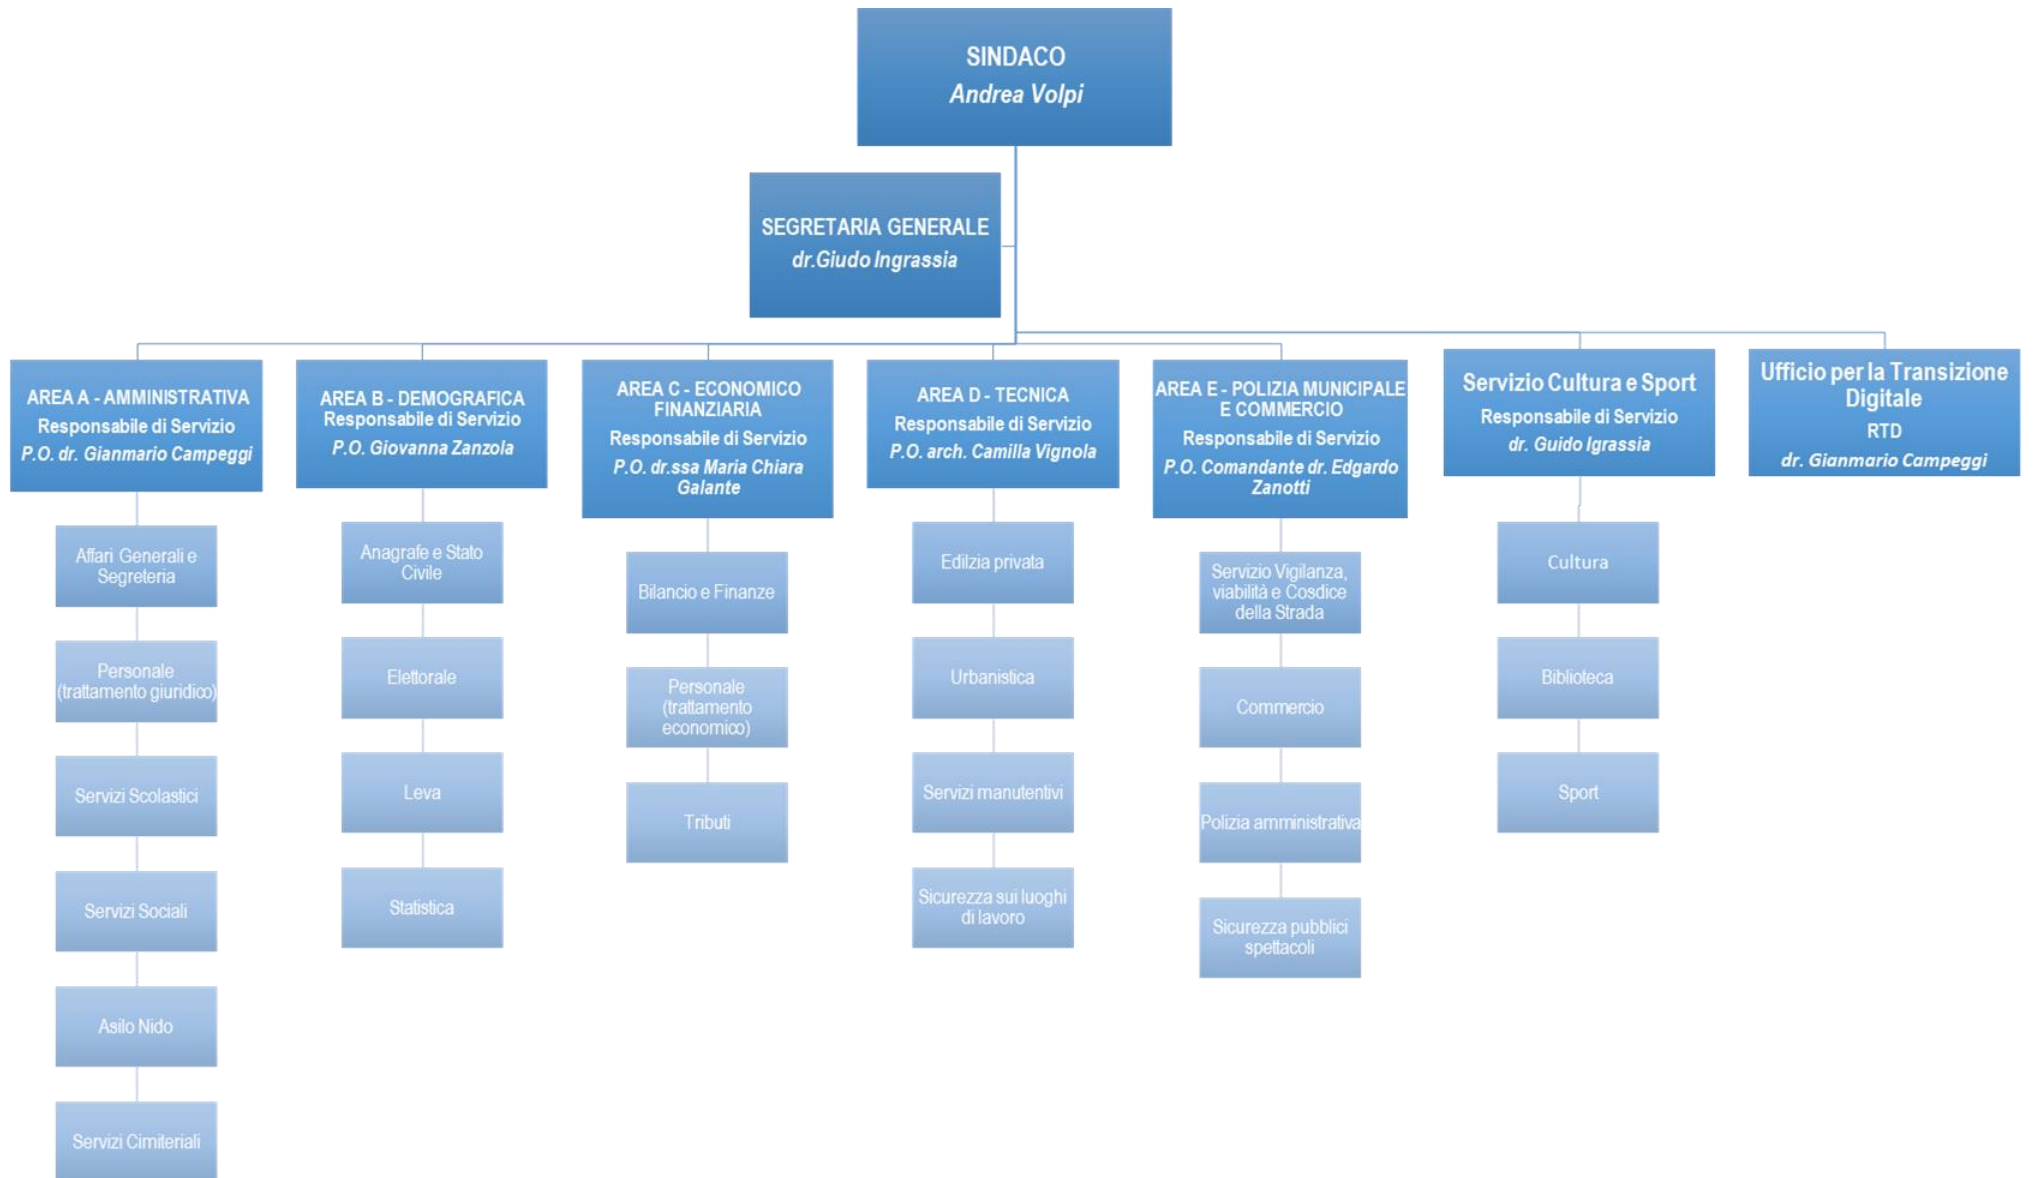 SINDACO
Andrea Volpi
SEGRETARIA GENERALE
dr.Giudo Ingrassia
AREA A - AMMINISTRATIVA
Responsabile di Servizio
P.O. dr. Gianmario Campeggi
Affari Generali e
Segreteria
Personale
(trattamento giuridico)
Servizi Scolastici
Servizi Sociali
Asilo Nido
Servizi Cimiteriali
AREA B - DEMOGRAFICA
Responsabile di Servizio
P.O. Giovanna Zanzola
Anagrafe e Stato
Civile
Elettorale
Leva
Statistica
AREA C - ECONOMICO
FINANZIARIA
Responsabile di Servizio
P.O. dr.ssa Maria Chiara
Galante
Bilancio e Finanze
Personale
(trattamento
economico)
Tributi
AREA D - TECNICA
Responsabile di Servizio
P.O. arch. Camilla Vignola
Edilzia privata
Urbanistica
Servizi manutentivi
Sicurezza sui luoghi
di lavoro
AREA E - POLIZIA MUNICIPALE
E COMMERCIO
Responsabile di Servizio
P.O. Comandante dr. Edgardo
Zanotti
Servizio Vigilanza,
viabilità e Cosdice
della Strada
Commercio
Polizia amministrativa
Sicurezza pubblici
spettacoli
Servizio Cultura e Sport
Responsabile di Servizio
dr. Guido Igrassia
Cultura
Biblioteca
Sport
Ufficio per la Transizione
Digitale
RTD
dr. Gianmario Campeggi